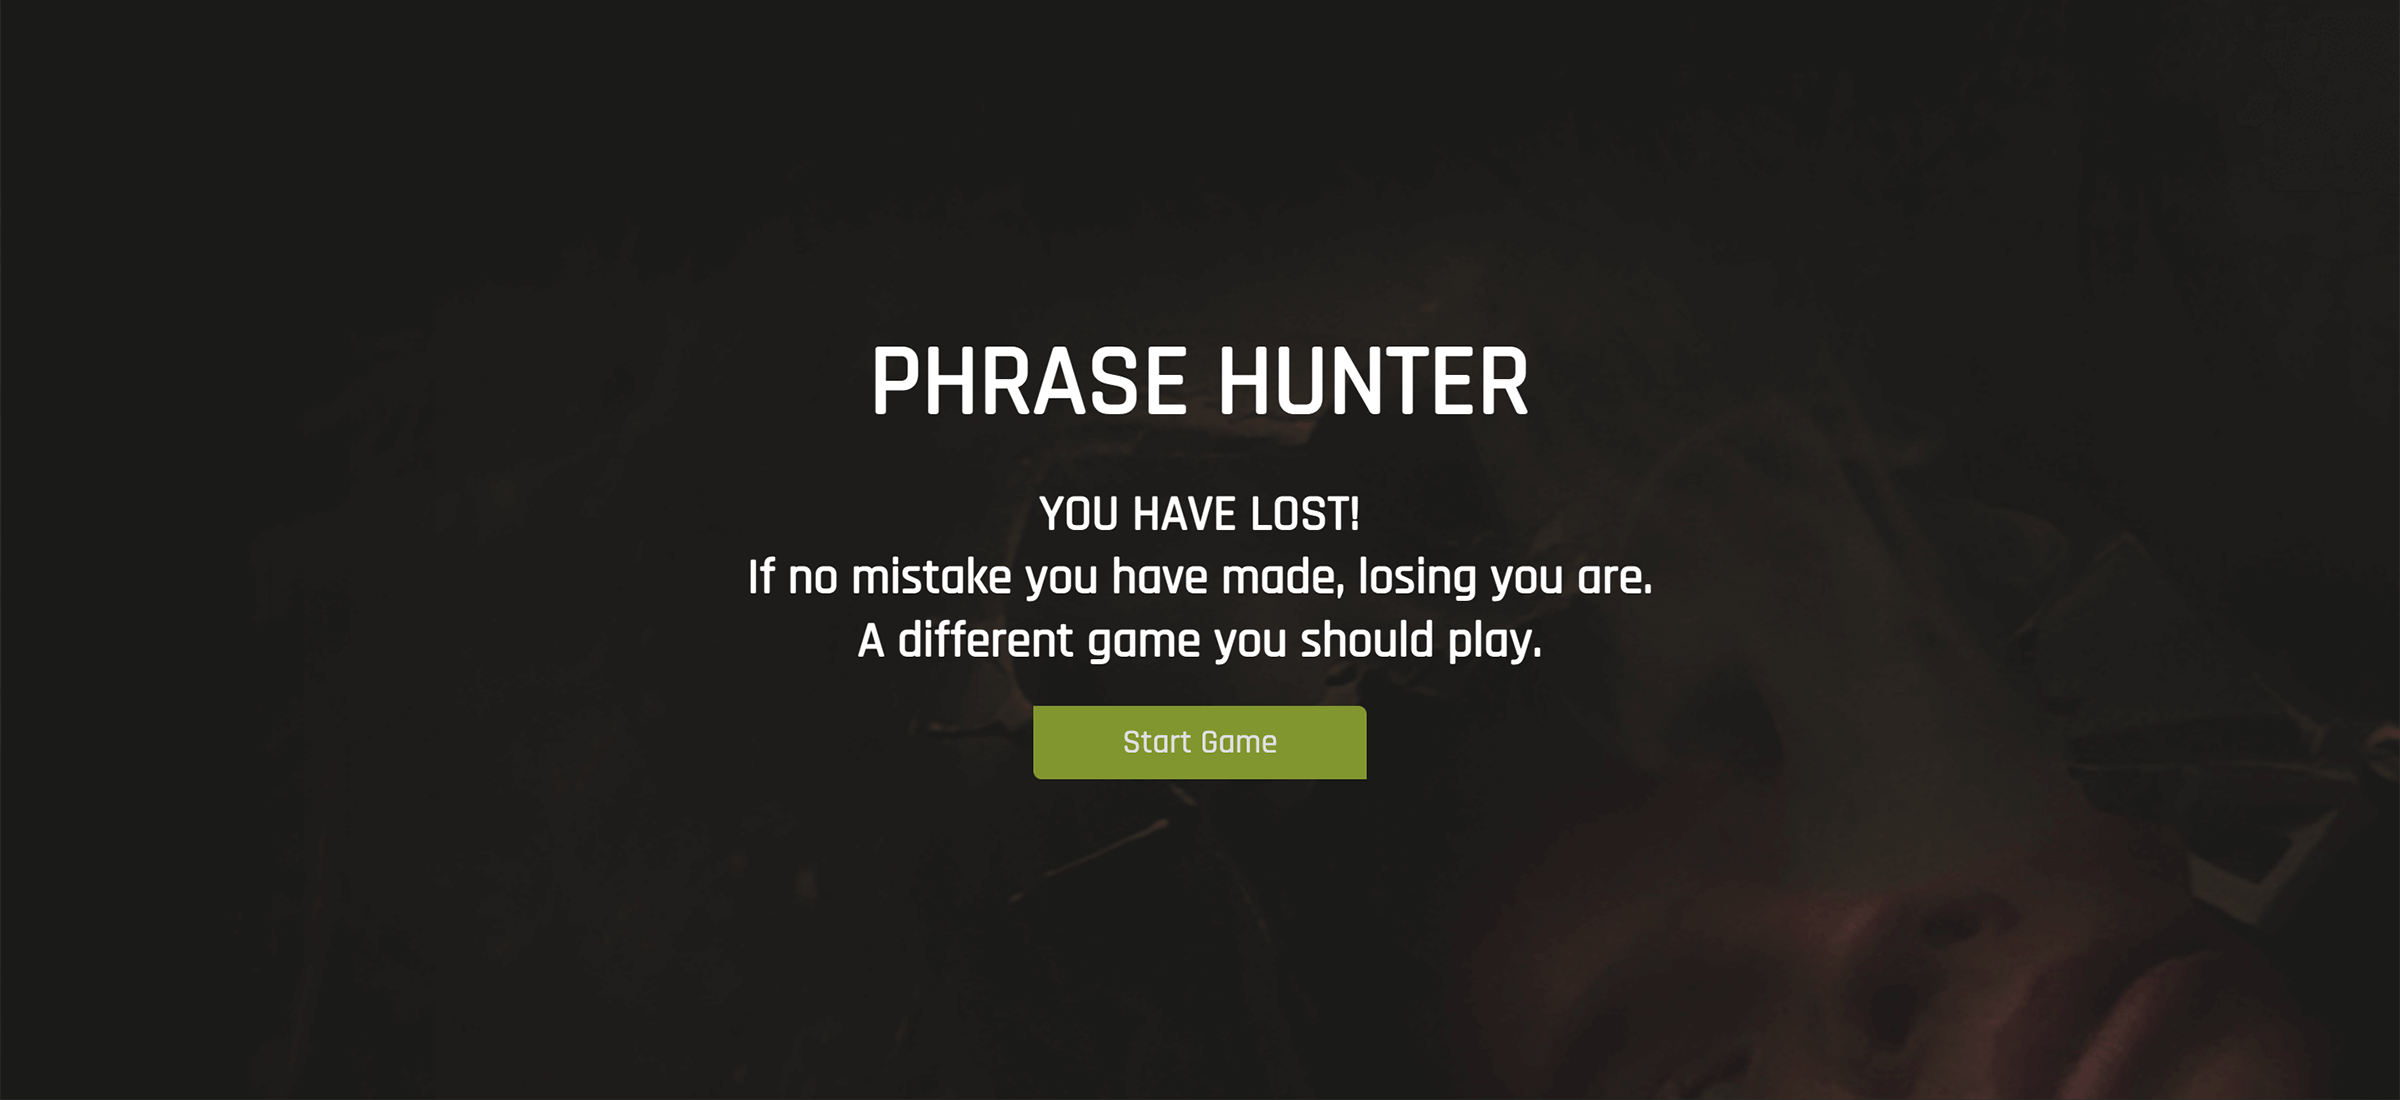 PHRASE HUNTER
YOU HAVE LOST!
If no mistake you have made, losing you are.
A different game you should play.
Start Game